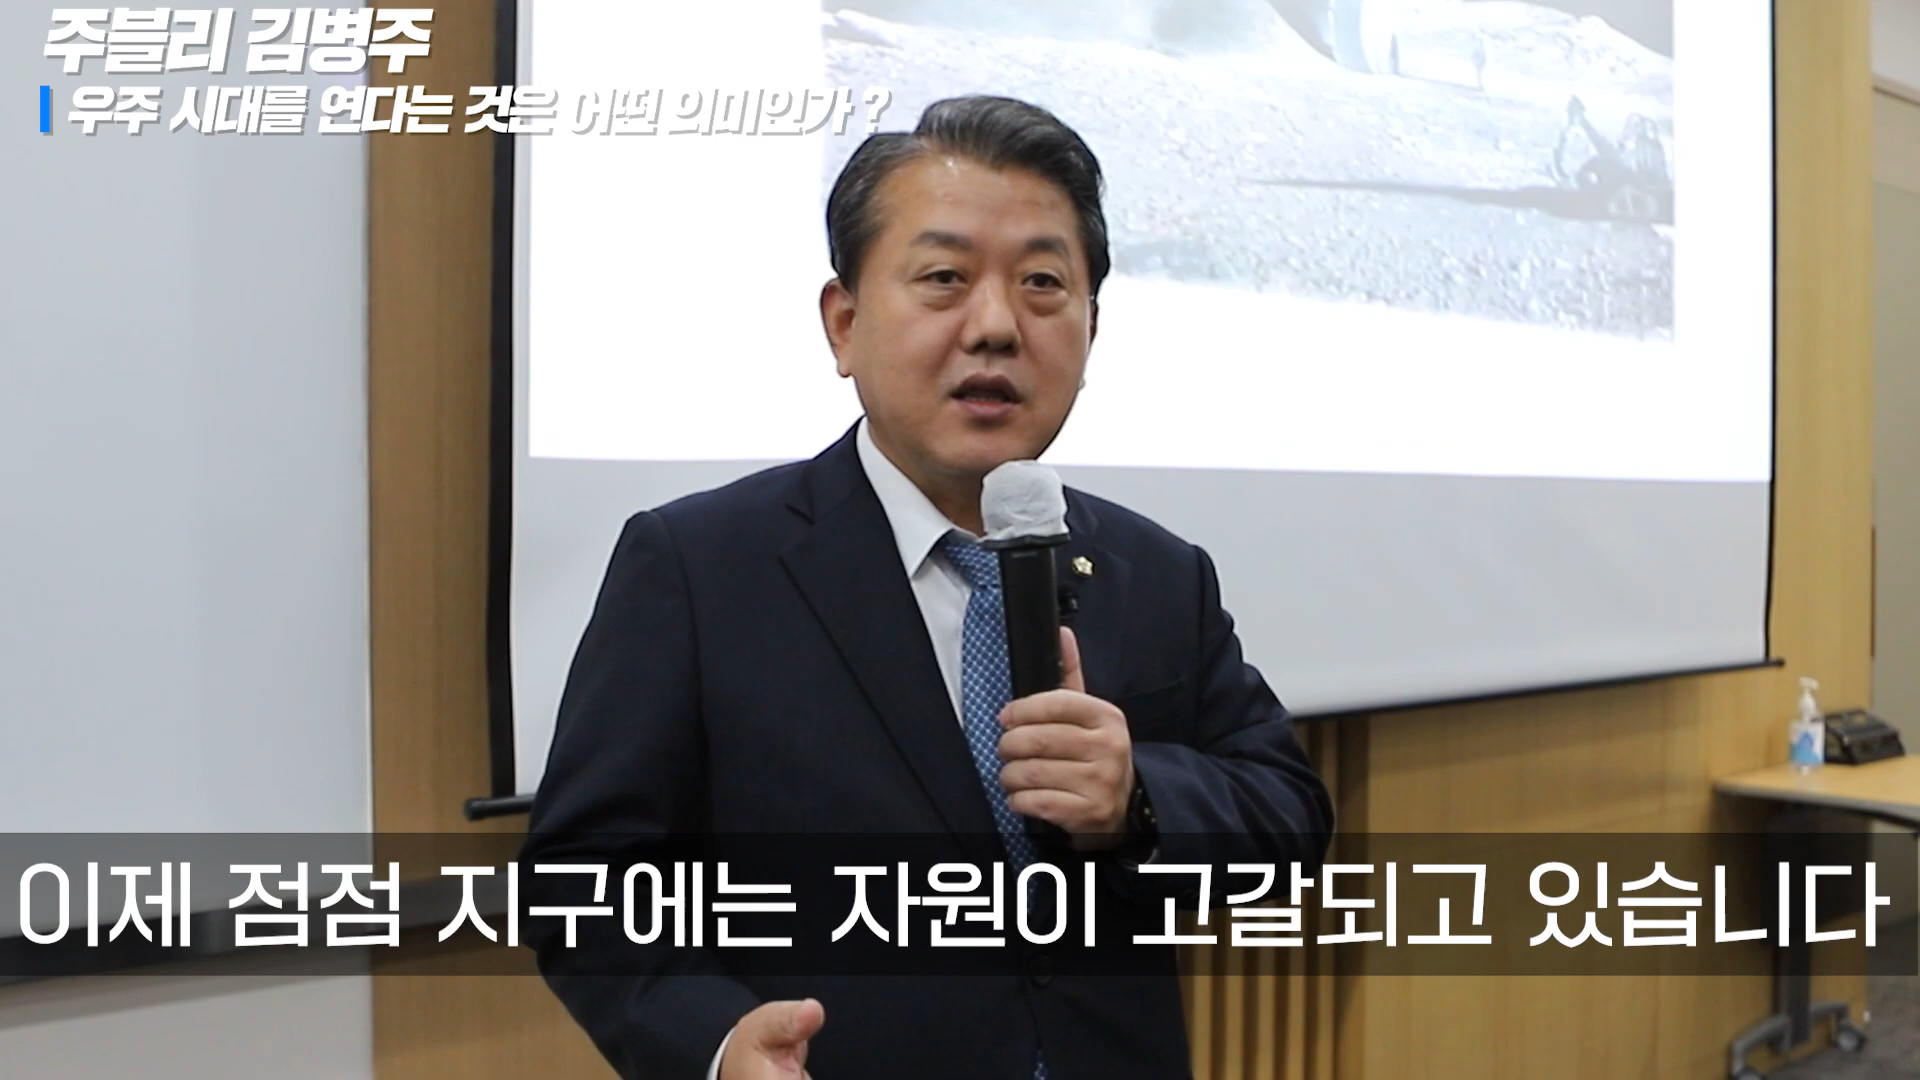 주블리 김병주
우주 시대를 연다는 것은 어떤 의미인가?
이제 점점 지구에는 자원이 고갈되고 있습니다